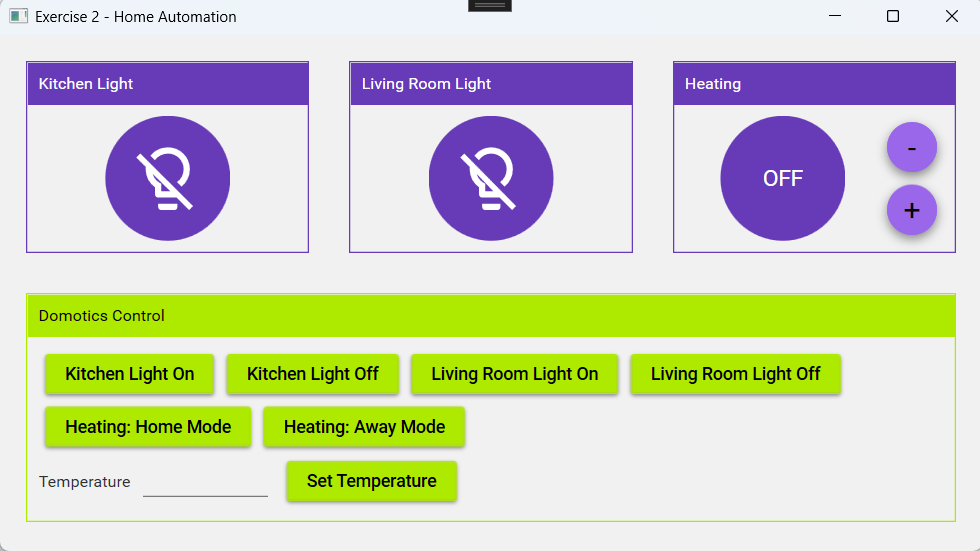 Exercise 2 - Home Automation
Kitchen Light
Living Room Light
Heating
OFF
-
+
Domotics Control
Kitchen Light On
Kitchen Light Off
Living Room Light On
Living Room Light Off
Heating: Home Mode
Heating: Away Mode
Temperature
Set Temperature